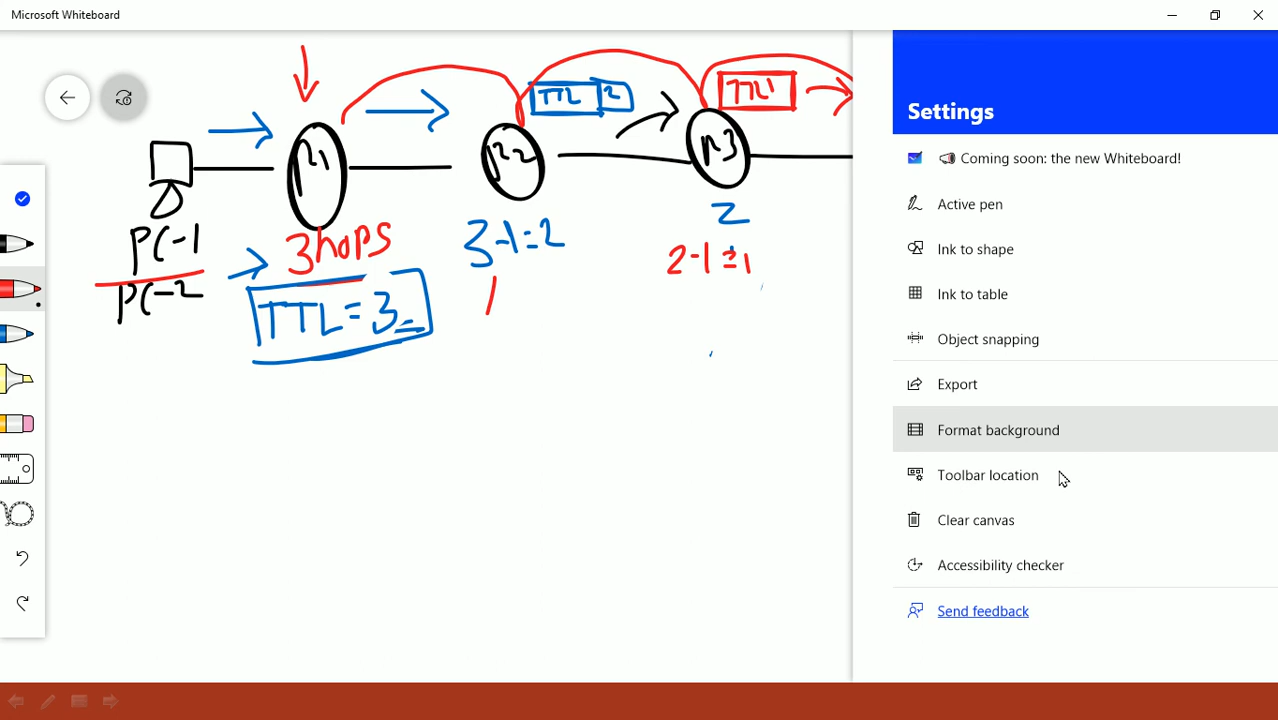 Microsoft Whiteboard
TTL 2
TTL1
R1
R2
R3
PC-1
PC-2
3hops
TTL = 3
3-1=2
1
2
2-1=1
Settings
Coming soon: the new Whiteboard!
Active pen
Ink to shape
Ink to table
Object snapping
Export
Format background
Toolbar location
Clear canvas
Accessibility checker
Send feedback